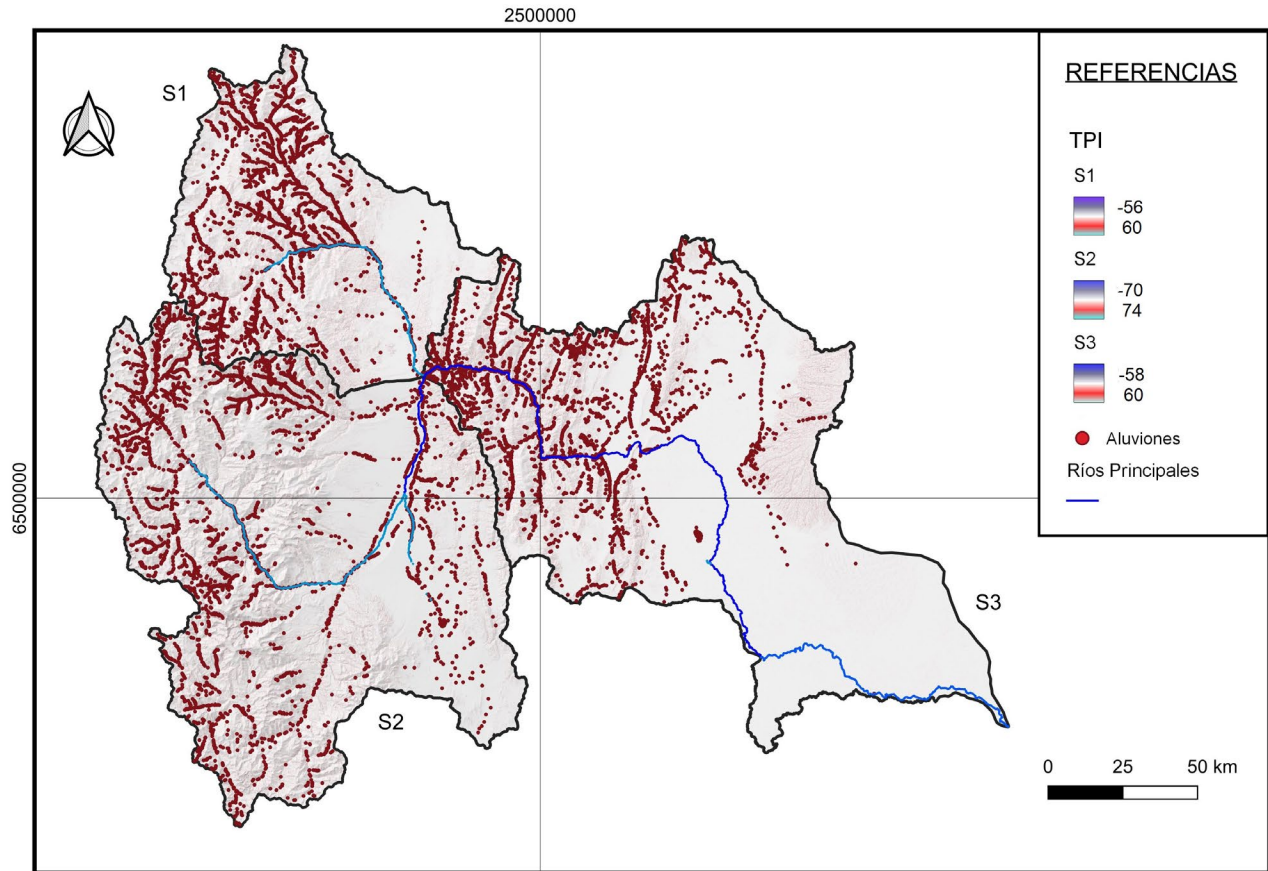 2500000
S1
REFERENCIAS
TPI
S1
-56
60
S2
-70
74
S3
-58
60
Aluviones
Ríos Principales
6500000
S3
S2
0 25 50 km